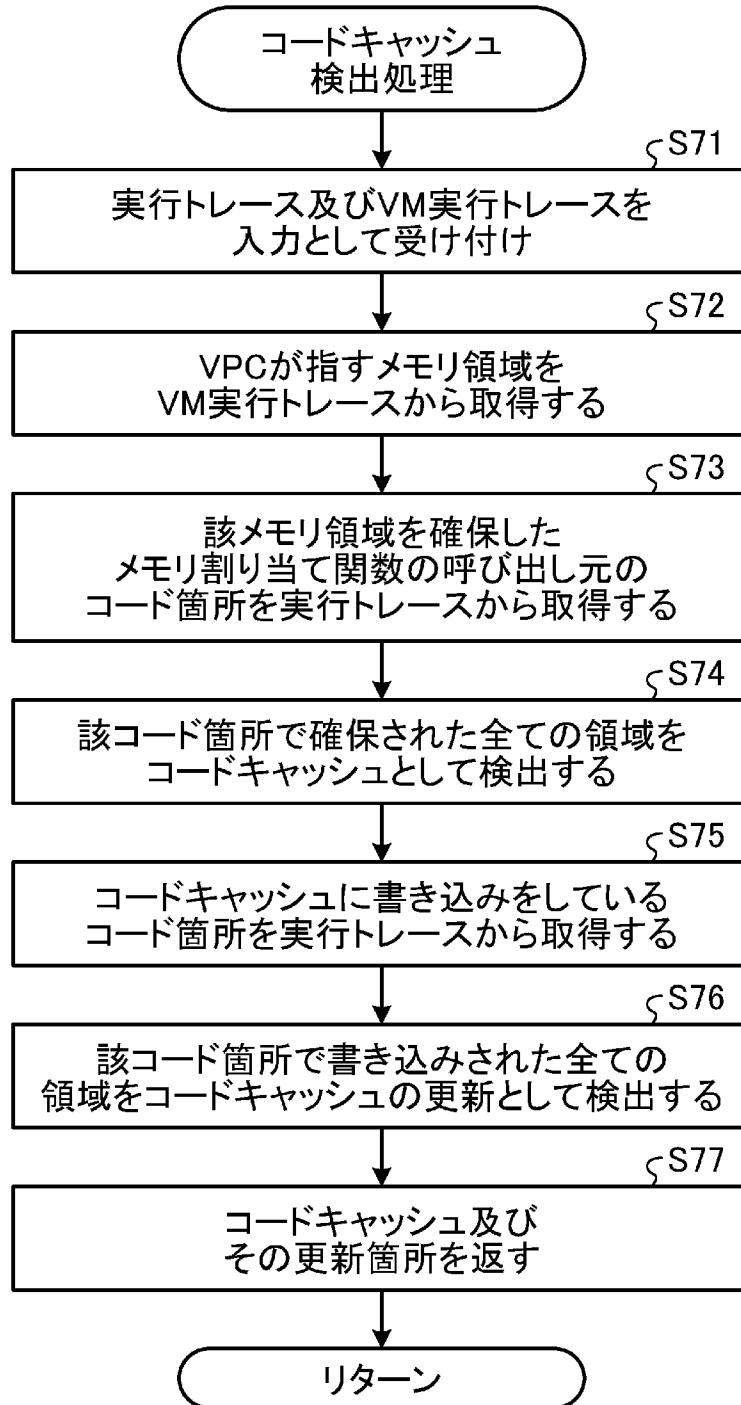 コードキャッシュ
検出処理
S71
実行トレース及びVM実行トレースを
入力として受け付け
S72
VPCが指すメモリ領域を
VM実行トレースから取得する
S73
該メモリ領域を確保した
メモリ割り当て関数の呼び出し元の
コード箇所を実行トレースから取得する
S74
該コード箇所で確保された全ての領域を
コードキャッシュとして検出する
S75
コードキャッシュに書き込みをしている
コード箇所を実行トレースから取得する
S76
該コード箇所で書き込みされた全ての
領域をコードキャッシュの更新として検出する
S77
コードキャッシュ及び
その更新箇所を返す
リターン